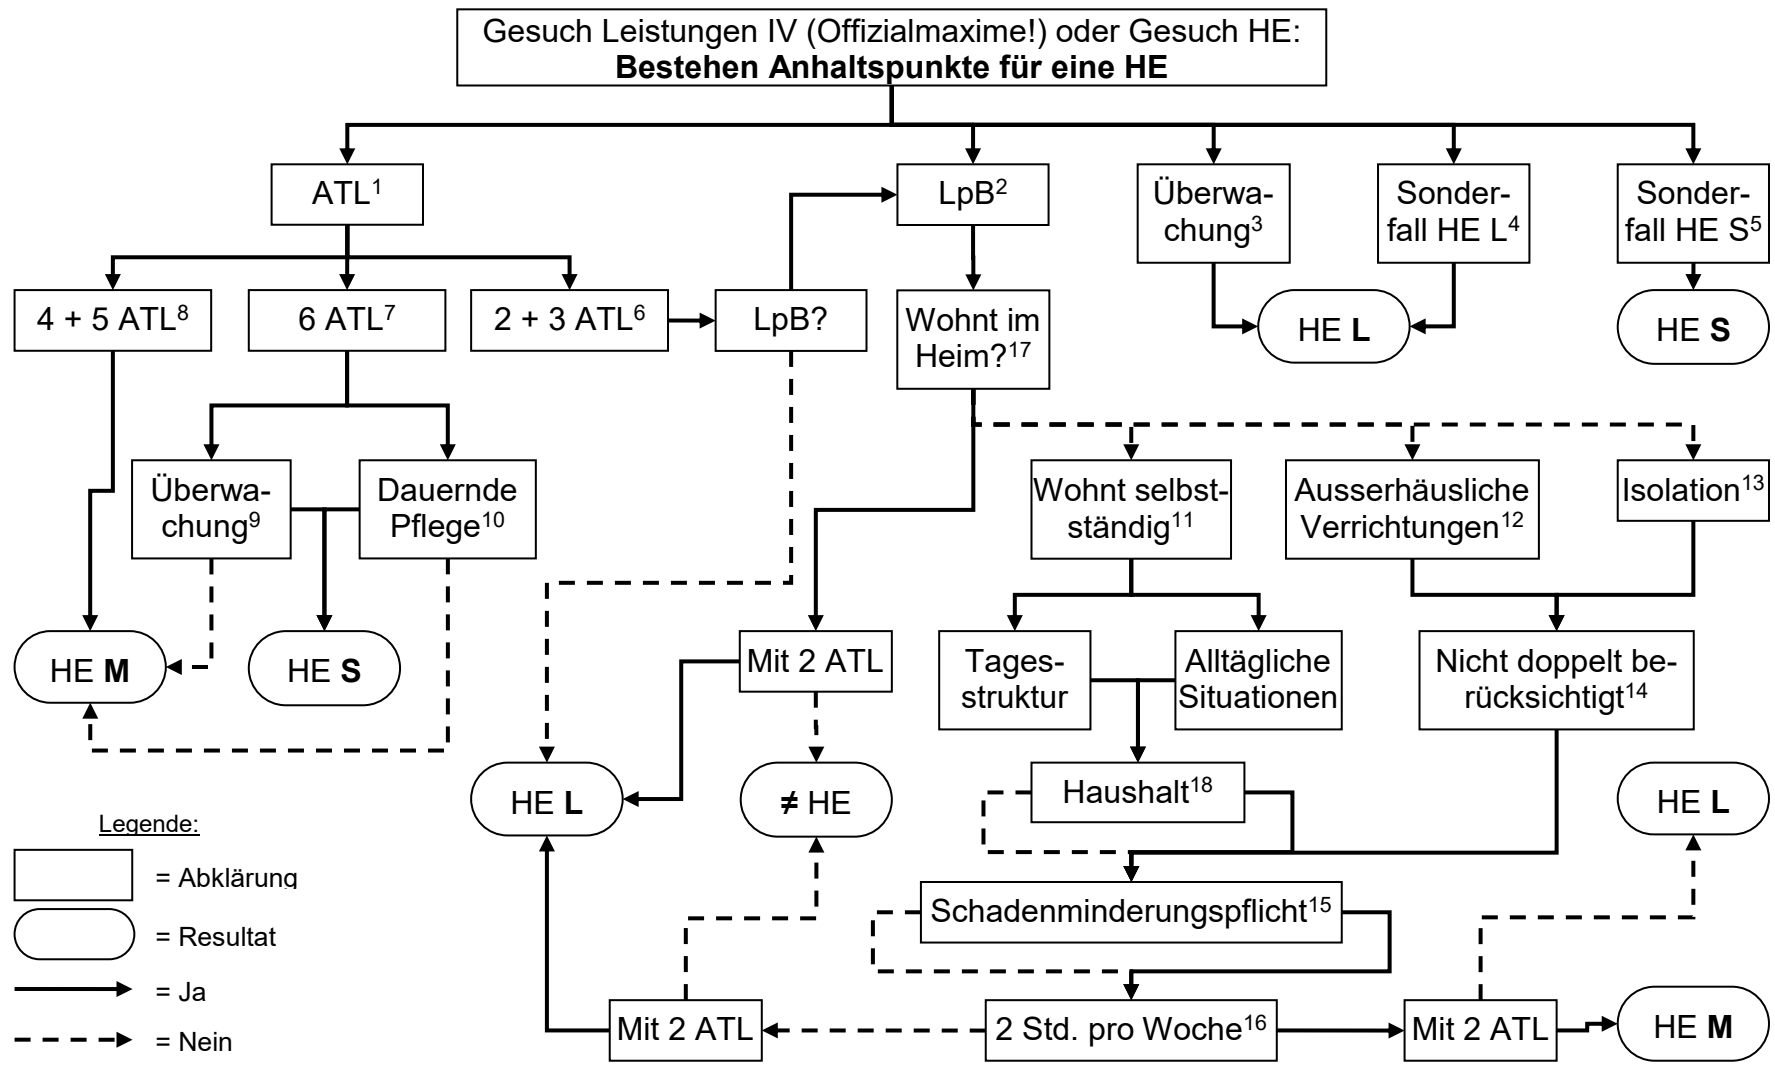 Gesuch Leistungen IV (Offizialmaxime!) oder Gesuch HE:
Bestehen Anhaltspunkte für eine HE
ATL1
LpB2
Überwa-
chung3
Sonder-
fall HE L4
Sonder-
fall HE S5
4 + 5 ATL8
6 ATL7
2 + 3 ATL6
LpB?
Wohnt im
Heim?17
HE L
HE S
Überwa-
chung9
Dauernde
Pflege10
Wohnt selbst-
ständig11
Ausserhäusliche
Verrichtungen12
Isolation13
HE M
HE S
Mit 2 ATL
Tages-
struktur
Alltägliche
Situationen
Nicht doppelt be-
rücksichtigt14
HE L
≠ HE
Haushalt18
HE L
Legende:
= Abklärung
= Resultat
= Ja
= Nein
Schadenminderungspflicht15
Mit 2 ATL
2 Std. pro Woche16
Mit 2 ATL
HE M